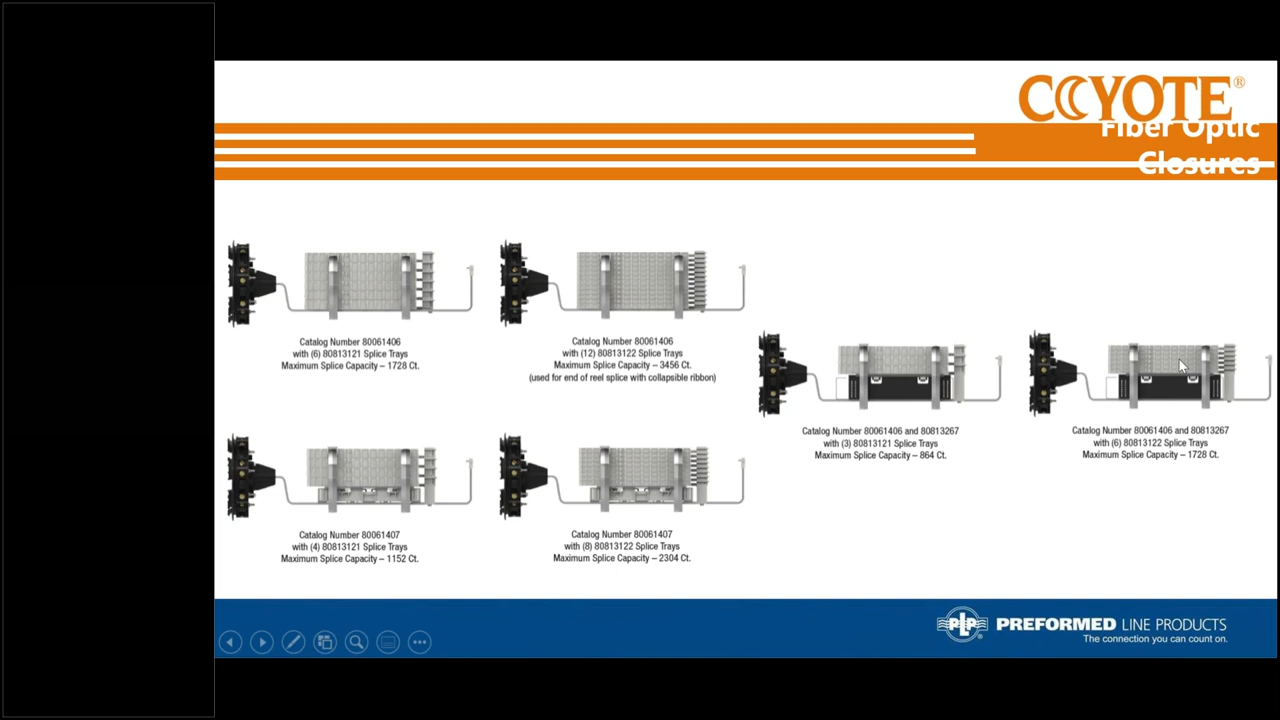 COYOTE®
Fiber Optic
Closures
Catalog Number 80061406
with (6) 80813121 Splice Trays
Maximum Splice Capacity – 1728 Ct.
Catalog Number 80061406
with (12) 80813122 Splice Trays
Maximum Splice Capacity – 3456 Ct.
(used for end of reel splice with collapsible ribbon)
Catalog Number 80061406 and 80813267
with (3) 80813121 Splice Trays
Maximum Splice Capacity – 864 Ct.
Catalog Number 80061406 and 80813267
with (6) 80813122 Splice Trays
Maximum Splice Capacity – 1728 Ct.
Catalog Number 80061407
with (4) 80813121 Splice Trays
Maximum Splice Capacity – 1152 Ct.
Catalog Number 80061407
with (8) 80813122 Splice Trays
Maximum Splice Capacity – 2304 Ct.
PLP®
PREFORMED LINE PRODUCTS
The connection you can count on.